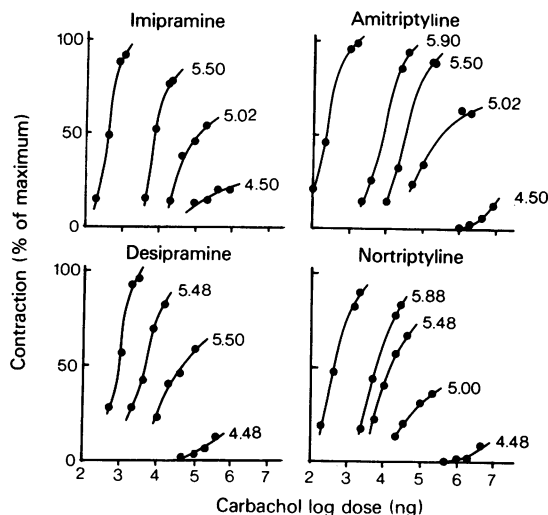 Imipramine
Amitriptyline
100
50
0
5.50
5.02
4.50
5.90
5.50
5.02
4.50
Desipramine
Nortriptyline
100
50
0
5.48
5.50
4.48
5.88
5.48
5.00
4.48
2 3 4 5 6 7
2 3 4 5 6 7
Contraction (% of maximum)
Carbachol log dose (ng)